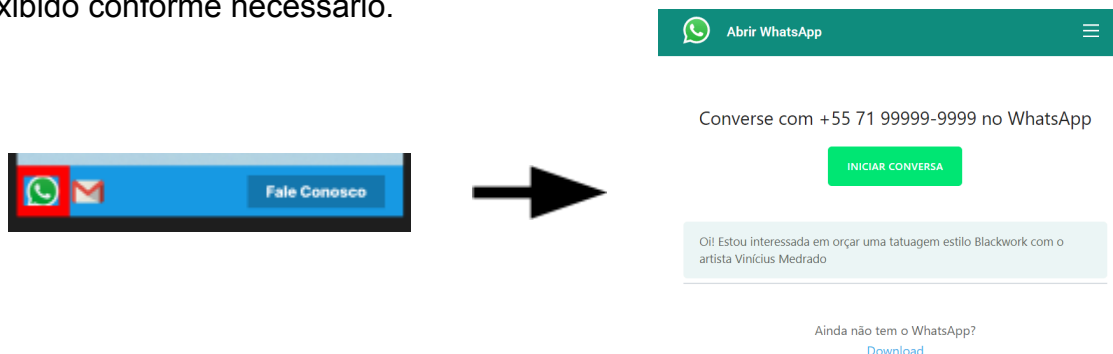 xibido conforme necessário.
Abrir WhatsApp
Converse com +55 71 99999-9999 no WhatsApp
INICIAR CONVERSA
Fale Conosco
Oi! Estou interessada em orçar uma tatuagem estilo Blackwork com o
artista Vinícius Medrado
Ainda não tem o WhatsApp?
Download